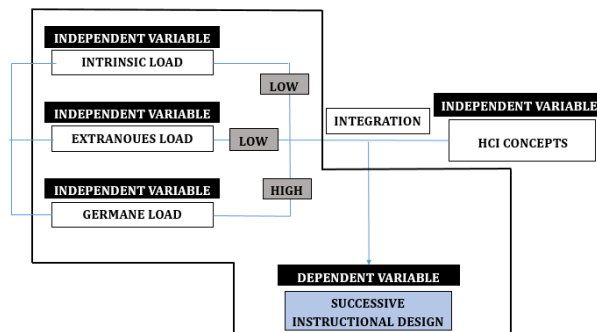 INDEPENDENT VARIABLE
INTRINSIC LOAD
LOW
INDEPENDENT VARIABLE
EXTRANOUES LOAD
LOW
INTEGRATION
INDEPENDENT VARIABLE
HCI CONCEPTS
INDEPENDENT VARIABLE
GERMANE LOAD
HIGH
DEPENDENT VARIABLE
SUCCESSIVE
INSTRUCTIONAL DESIGN